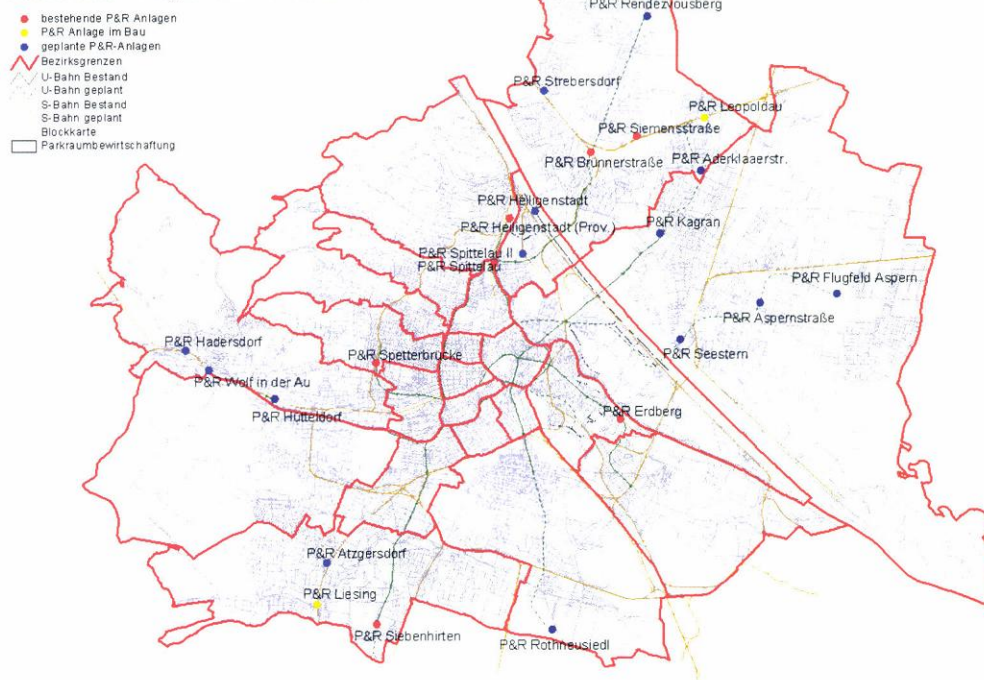 bestehende P&R Anlagen
P&R Anlage im Bau
geplante P&R-Anlagen
Bezirksgrenzen
U-Bahn Bestand
U-Bahn geplant
S-Bahn Bestand
S-Bahn geplant
Blockkarte
Parkraumbewirtschaftung
P&R Rendezvousberg
P&R Strebersdorf
P&R Leopoldau
P&R Siemensstraße
P&R Brünnerstraße
P&R Aderklaaerstr.
P&R Heiligenstadt
P&R Heiligenstadt (Prov.)
P&R Kagran
P&R Spittelau II
P&R Spittelau
P&R Flugfeld Aspern
P&R Aspernstraße
P&R Seestern
P&R Hadersdorf
P&R Spetterbrücke
P&R Wolf in der Au
P&R Hütteldorf
P&R Erdberg
P&R Atzgersdorf
P&R Liesing
P&R Siebenhirten
P&R Rothneusiedl